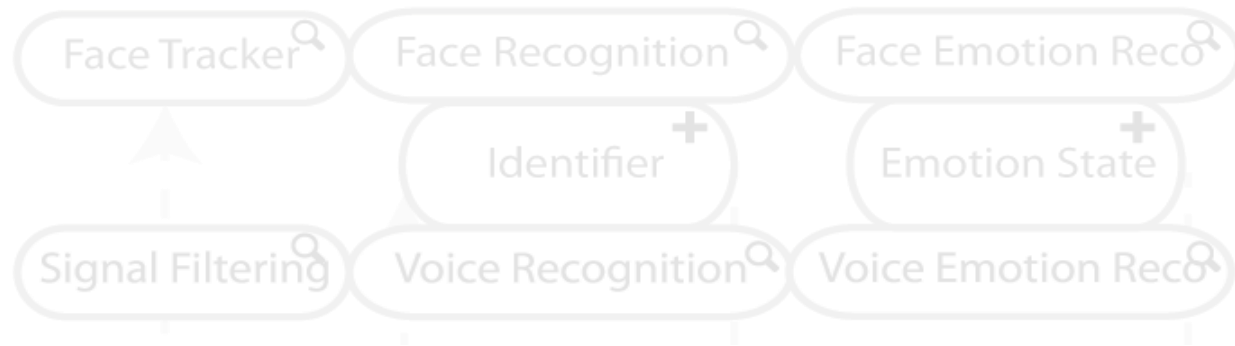 Face Tracker
Face Recognition
Face Emotion Reco
Identifier
Emotion State
Signal Filtering
Voice Recognition
Voice Emotion Reco